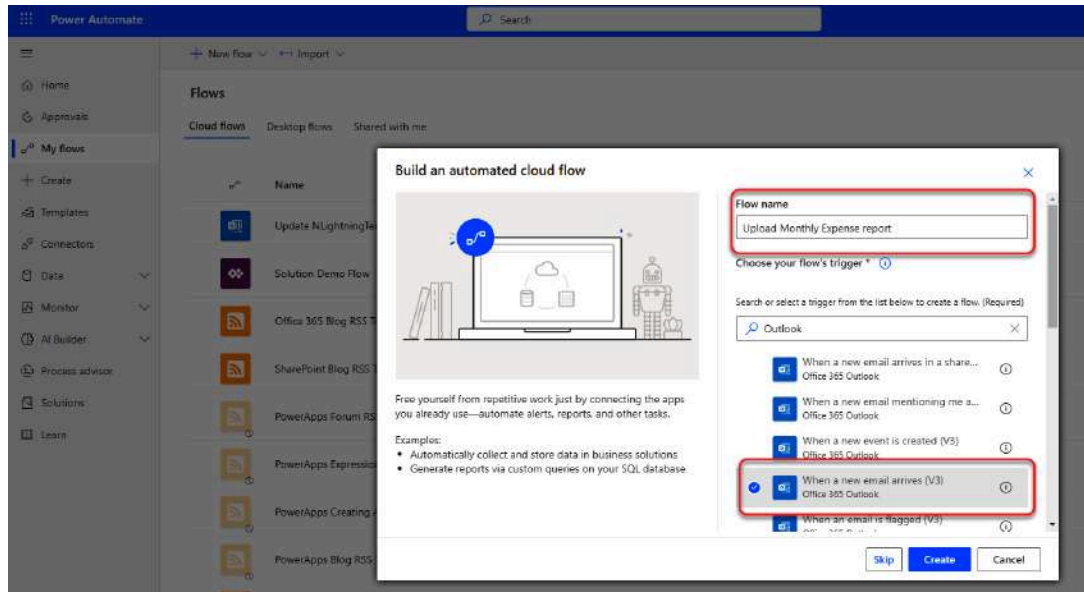 Power Automate
Search
New flow
Import
Home
Flows
Approvals
Cloud flows
Desktop flows
Shared with me
My flows
Create
Name
Templates
Update NLightningTe
Connectors
Data
Solution Demo Flow
Monitor
Office 365 Blog RSS T
AI Builder
Process advisor
SharePoint Blog RSS T
Solutions
PowerApps Forum RS
Learn
PowerApps Expressio
PowerApps Creating A
PowerApps Blog RSS
Build an automated cloud flow
Free yourself from repetitive work just by connecting the apps
you already use—automate alerts, reports, and other tasks.
Examples:
• Automatically collect and store data in business solutions
• Generate reports via custom queries on your SQL database
Flow name
Upload Monthly Expense report
Choose your flow's trigger *
Search or select a trigger from the list below to create a flow. (Required)
Outlook
When a new email arrives in a share...
Office 365 Outlook
When a new email mentioning me a...
Office 365 Outlook
When a new event is created (V3)
Office 365 Outlook
When a new email arrives (V3)
Office 365 Outlook
When an email is flagged (V3)
Skip
Create
Cancel